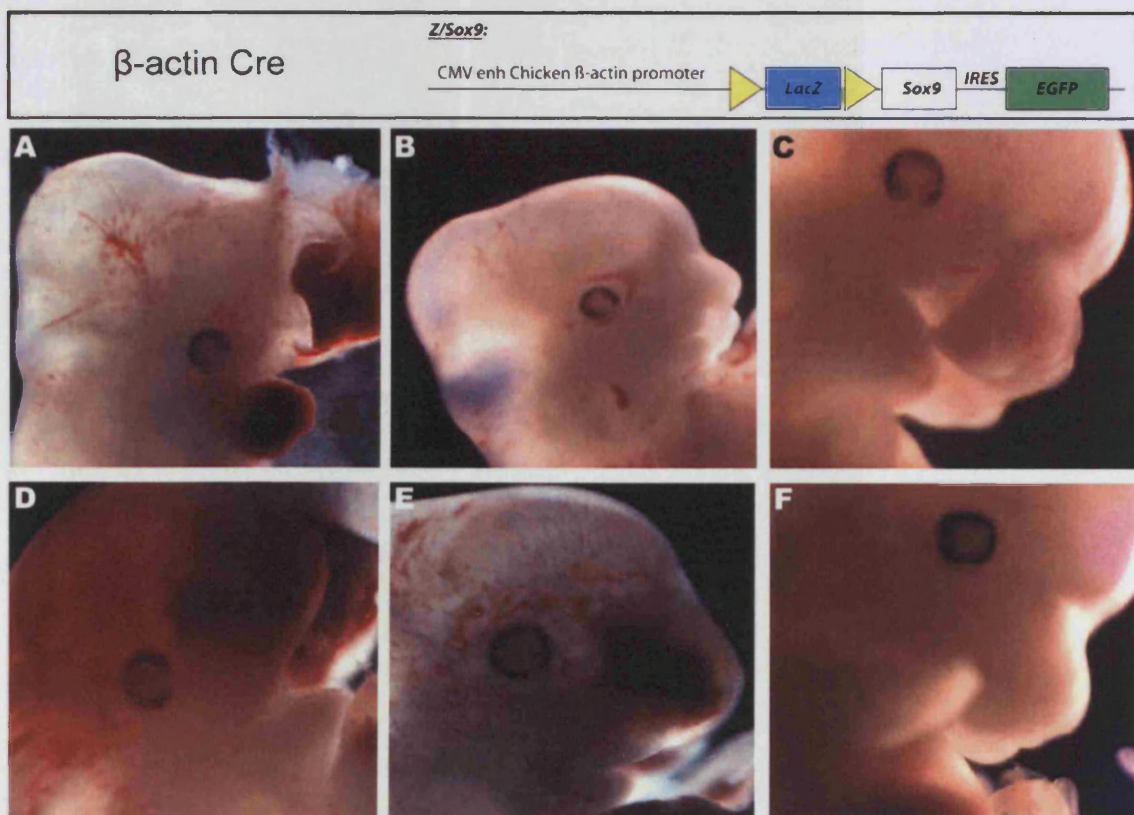 β-actin Cre
Z/Sox9:
CMV enh Chicken ß-actin promoter
LacZ
Sox9
IRES
EGFP
A
B
C
D
E
F